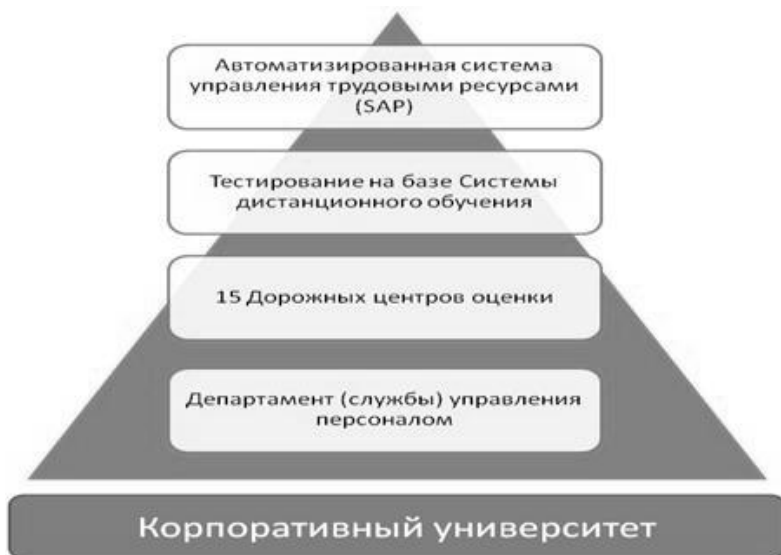 Автоматизированная система
управления трудовыми ресурсами
(SAP)
Тестирование на базе Системы
дистанционного обучения
15 Дорожных центров оценки
Департамент (службы) управления
персоналом
Корпоративный университет